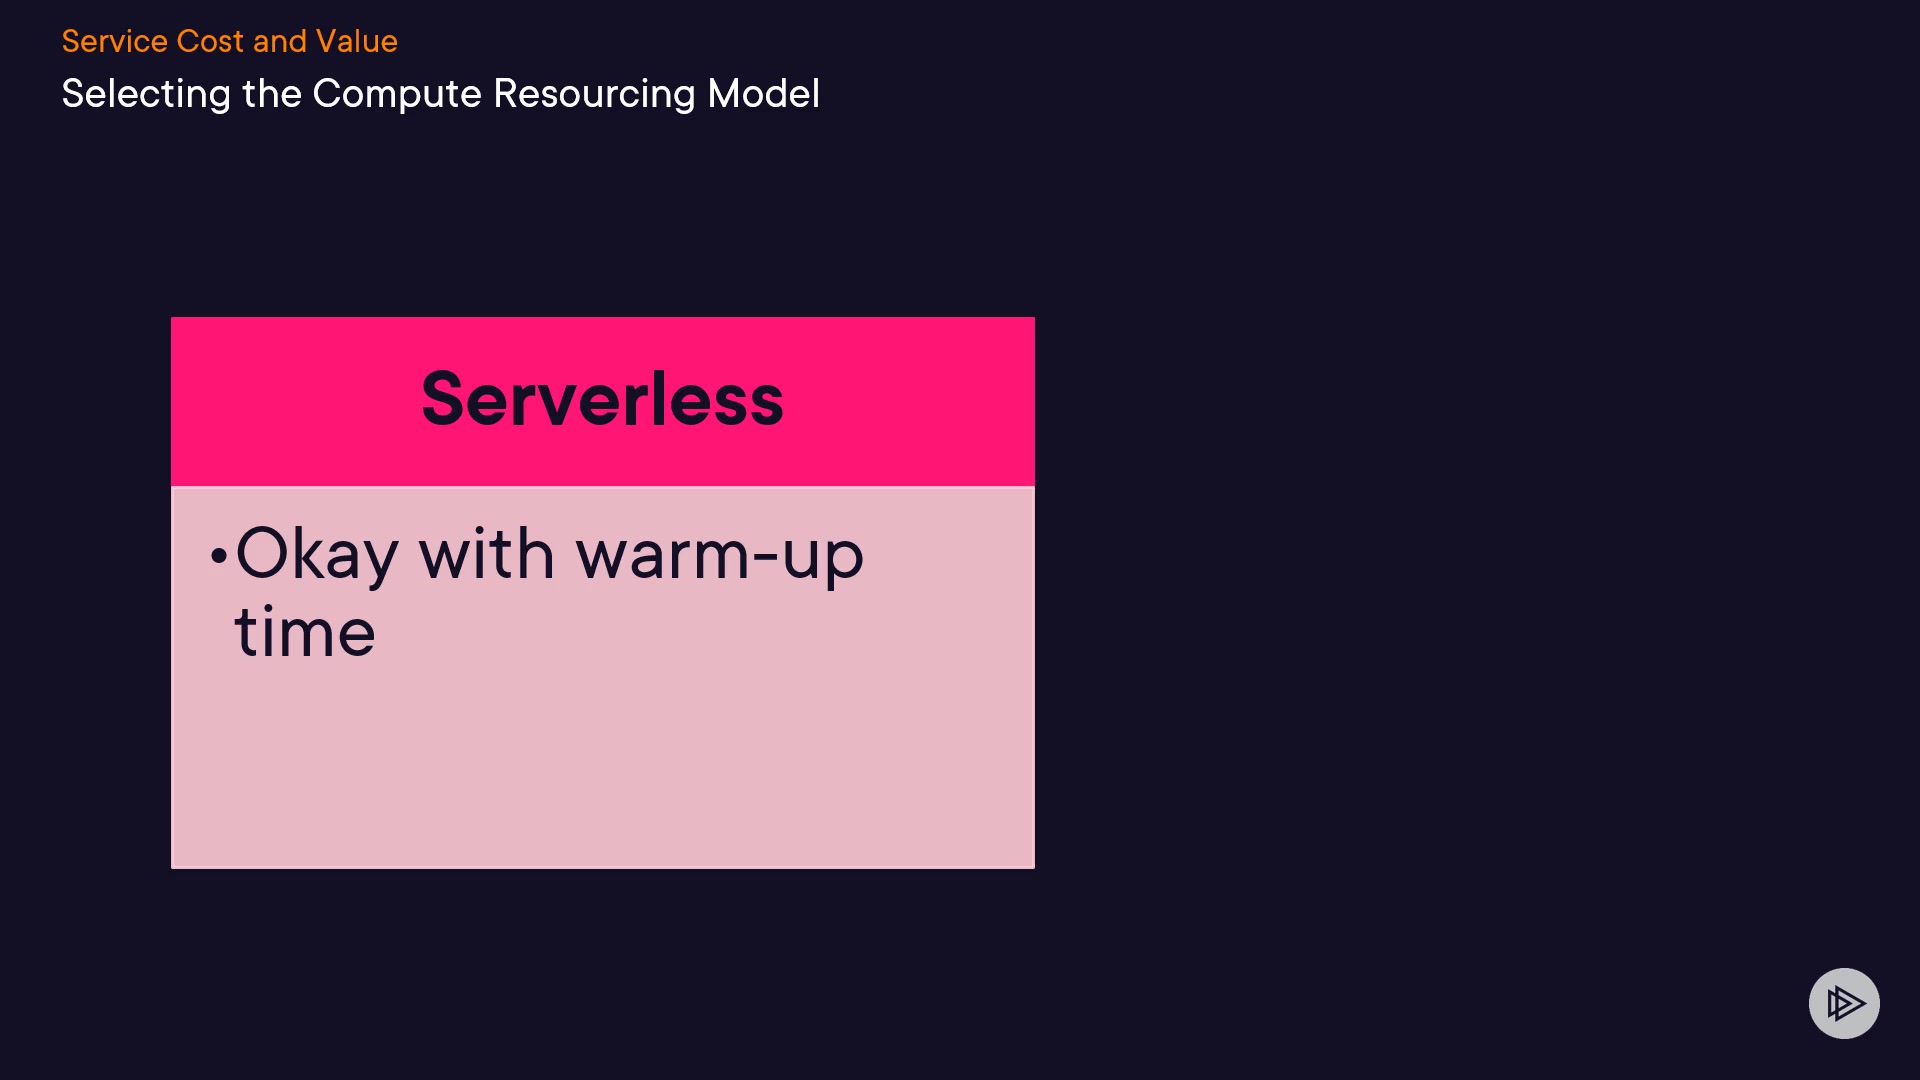 Service Cost and Value
Selecting the Compute Resourcing Model
Serverless
•Okay with warm-up
time